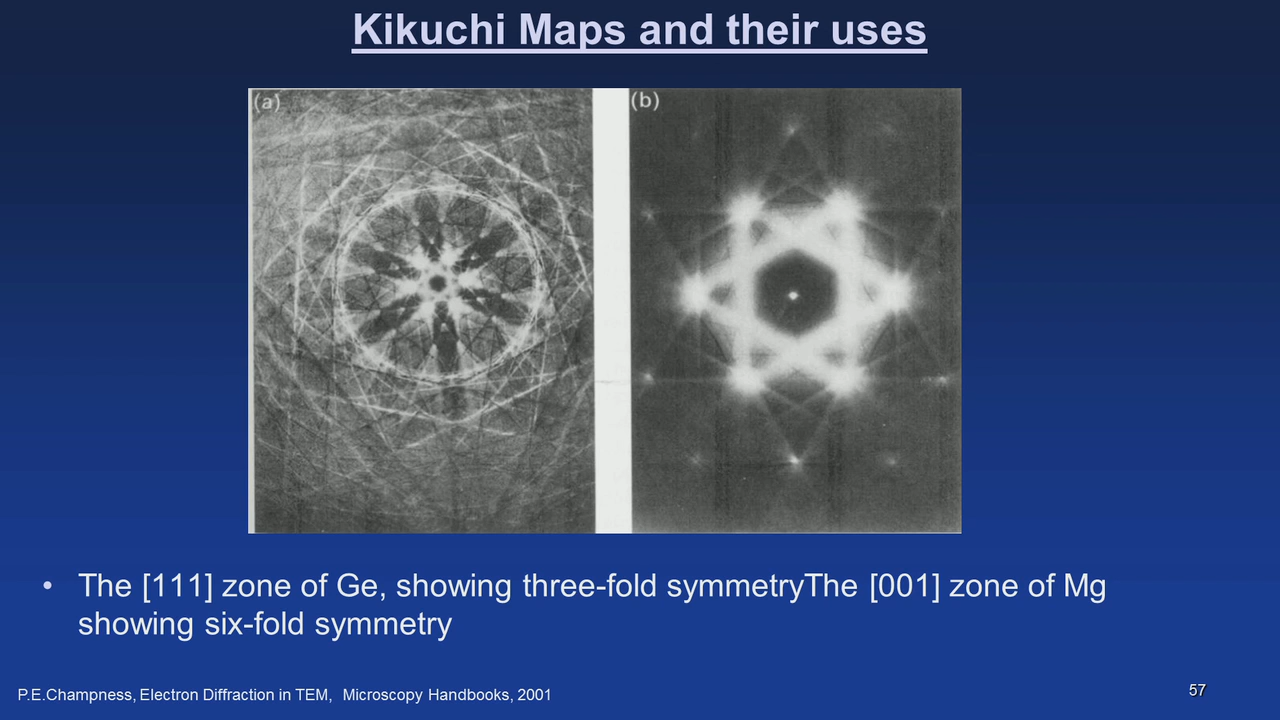 Kikuchi Maps and their uses
(a)
(b)
• The [111] zone of Ge, showing three-fold symmetryThe [001] zone of Mg
showing six-fold symmetry
P.E.Champness, Electron Diffraction in TEM, Microscopy Handbooks, 2001
57